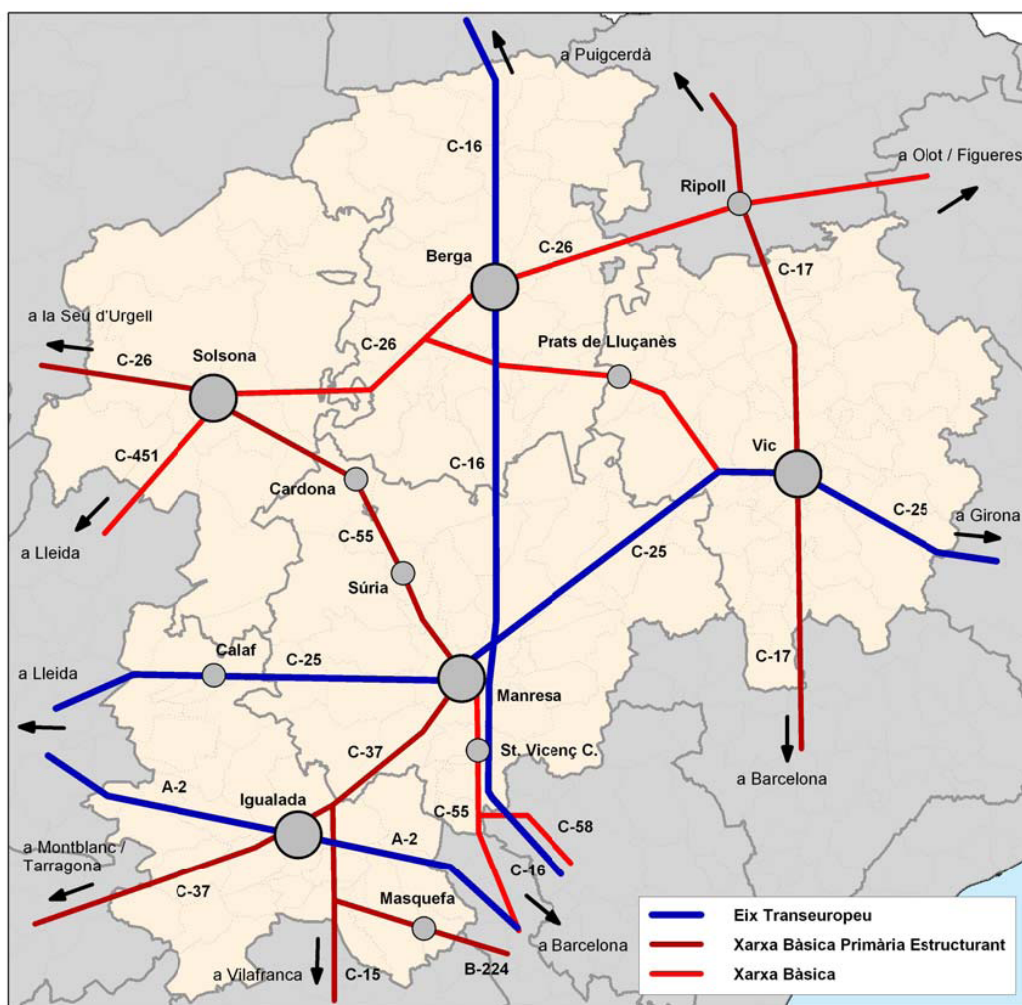 a Puigcerdà
C-16
a Olot / Figueres
Ripoll
C-26
Berga
C-17
a la Seu d'Urgell
C-26
Solsona
C-26
Prats de Lluçanès
C-451
Vic
C-16
Cardona
C-25
a Girona
a Lleida
C-55
C-25
Súria
Calaf
C-25
C-17
a Lleida
Manresa
C-37
St. Vicenç C.
a Barcelona
A-2
Igualada
C-55
C-58
A-2
a Montblanc /
Tarragona
C-16
C-37
Masquefa
a Barcelona
a Vilafranca
C-15
B-224
Eix Transeuropeu
Xarxa Bàsica Primària Estructurant
Xarxa Bàsica